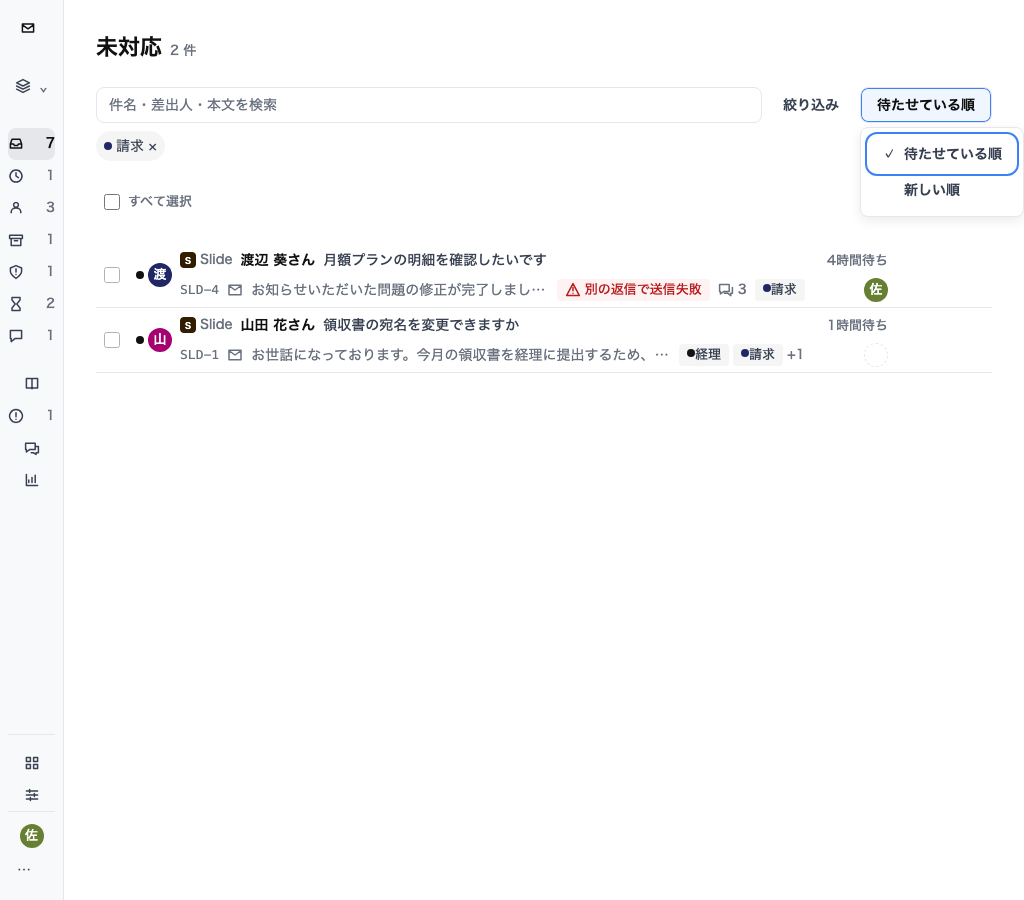 未対応 2 件
件名・差出人・本文を検索
絞り込み
待たせている順
請求 ×
✓ 待たせている順
新しい順
すべて選択
7
1
3
1
1
2
1
1
渡
S Slide 渡辺 葵さん 月額プランの明細を確認したいです
4時間待ち
SLD-4 お知らせいただいた問題の修正が完了しまし…
別の返信で送信失敗
3
請求
佐
山
S Slide 山田 花さん 領収書の宛名を変更できますか
1時間待ち
SLD-1 お世話になっております。今月の領収書を経理に提出するため、…
経理
請求
+1
佐
…